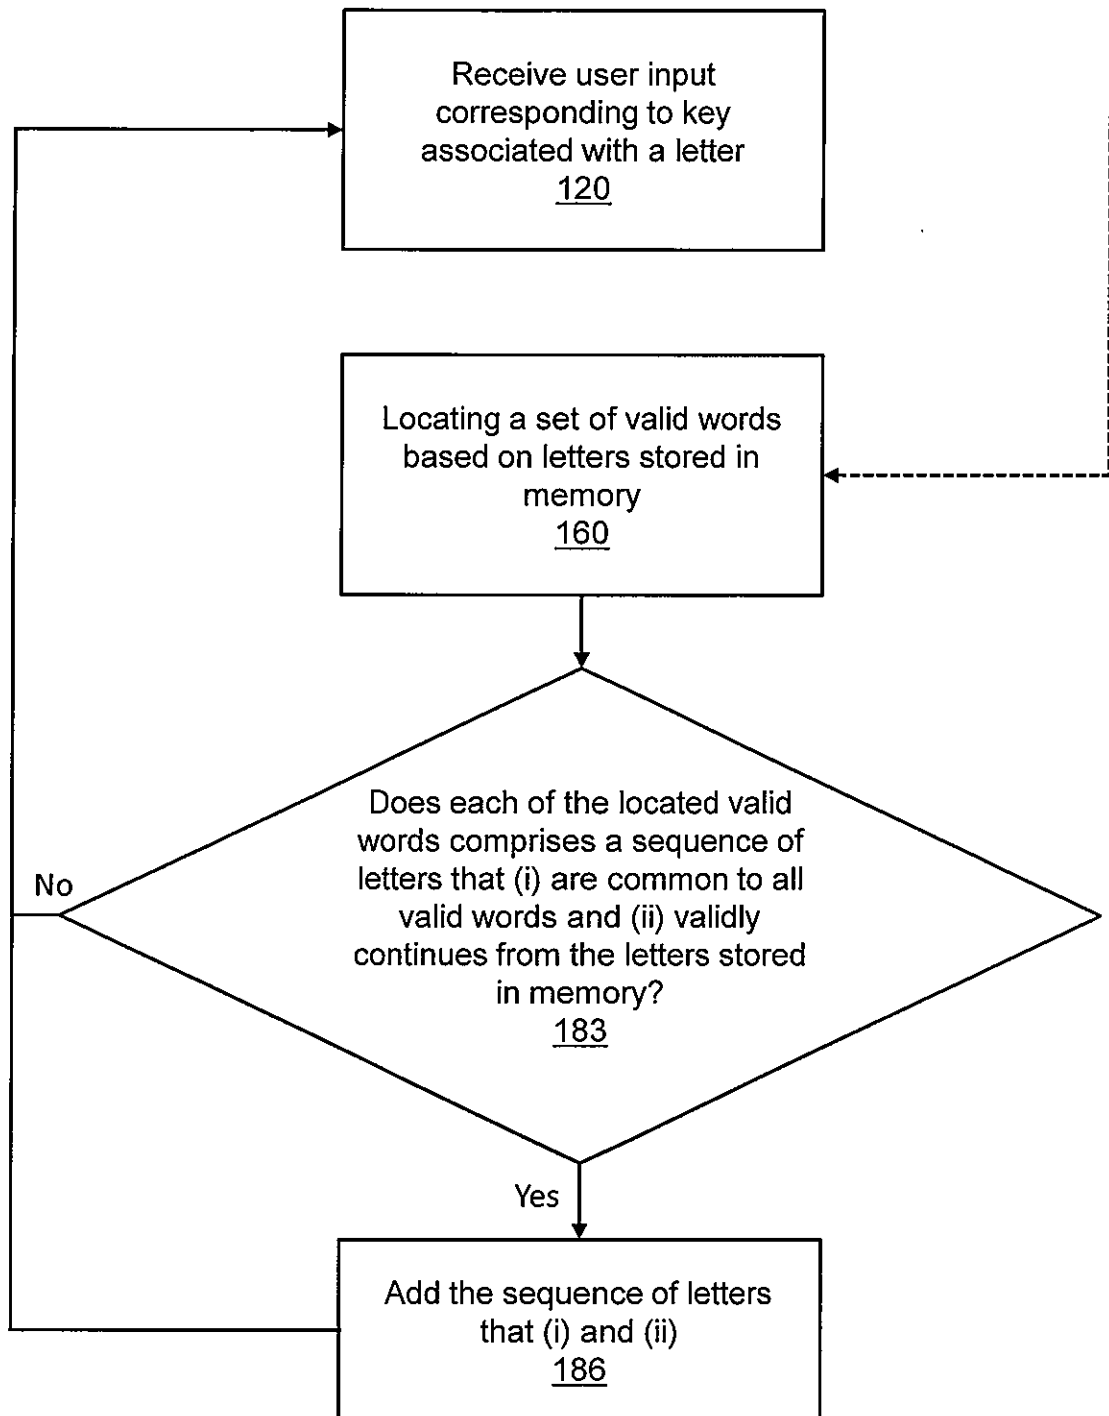 Receive user input
corresponding to key
associated with a letter
120
Locating a set of valid words
based on letters stored in
memory
160
Does each of the located valid
words comprises a sequence of
letters that (i) are common to all
valid words and (ii) validly
continues from the letters stored
in memory?
183
No
Yes
Add the sequence of letters
that (i) and (ii)
186